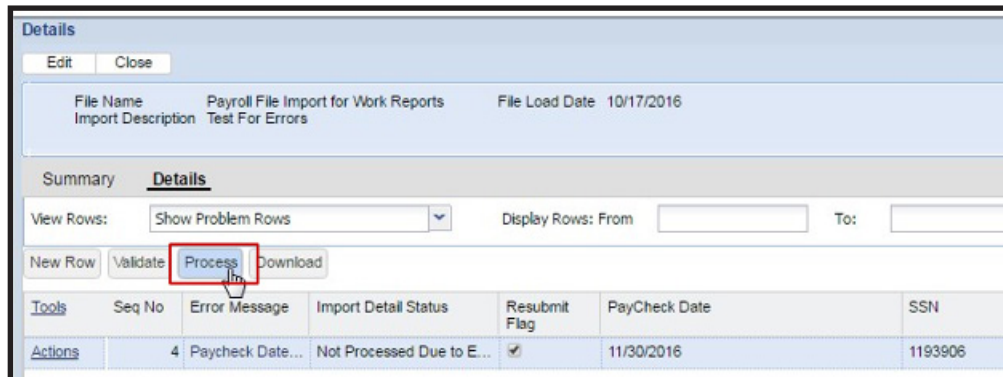 Details
Edit Close
File Name Payroll File Import for Work Reports File Load Date 10/17/2016
Import Description Test For Errors
Summary Details
View Rows: Show Problem Rows Display Rows: From To:
New Row Validate Process Download
Tools Seq No Error Message Import Detail Status Resubmit Flag PayCheck Date SSN
Actions 4 Paycheck Date... Not Processed Due to E... 11/30/2016 1193906